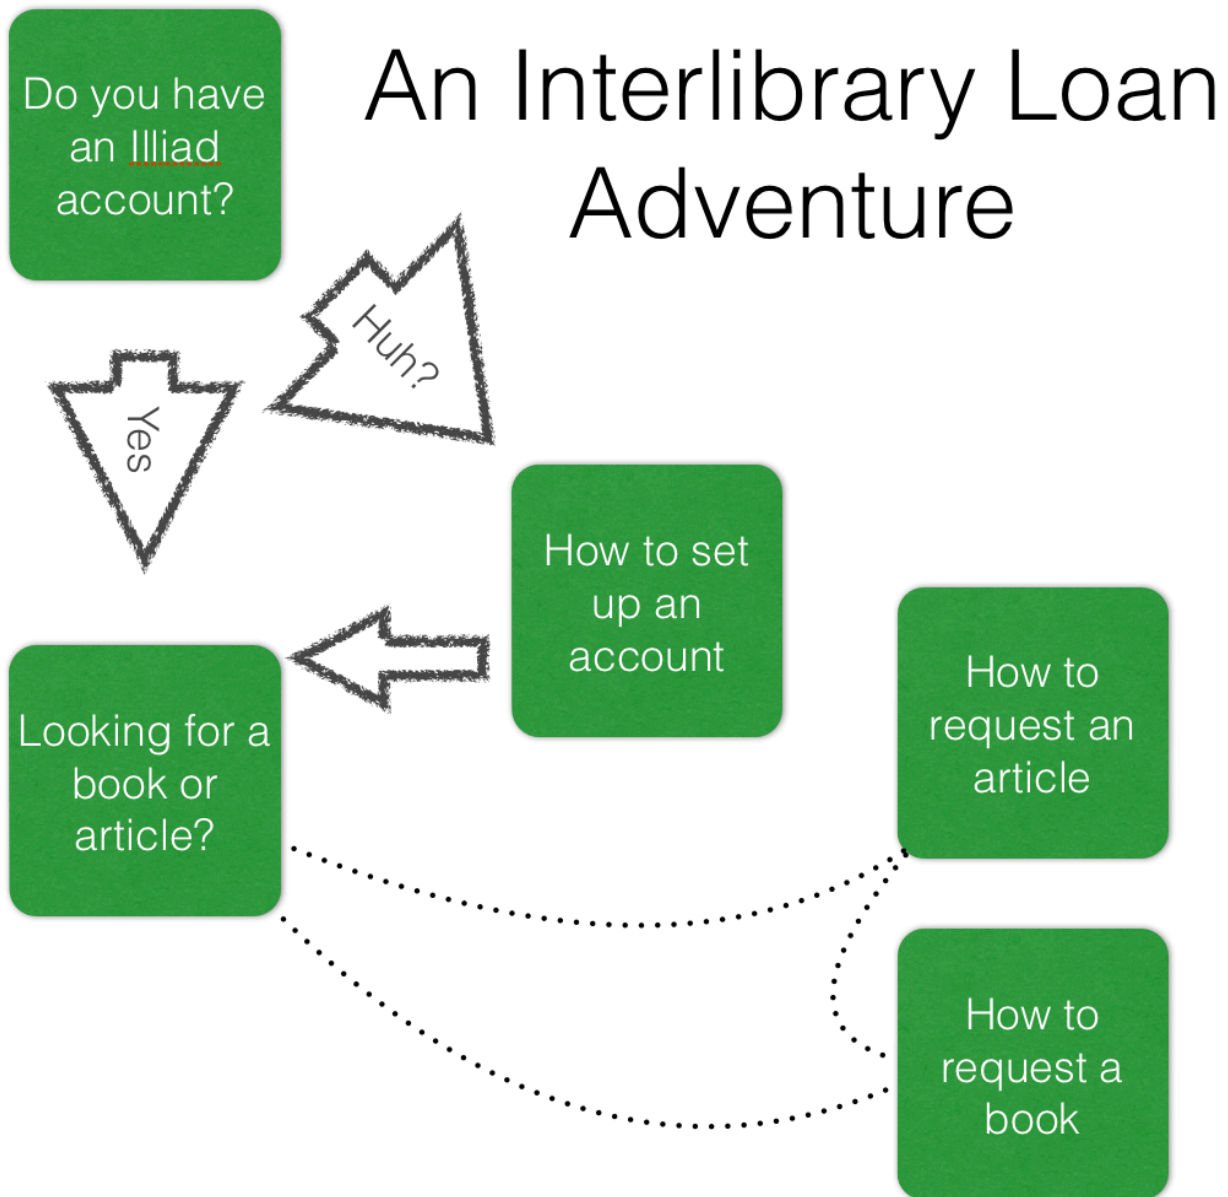 Do you have
an Illiad
account?
An Interlibrary Loan
Adventure
Huh?
Yes
How to set
up an
account
Looking for a
book or
article?
How to
request an
article
How to
request a
book